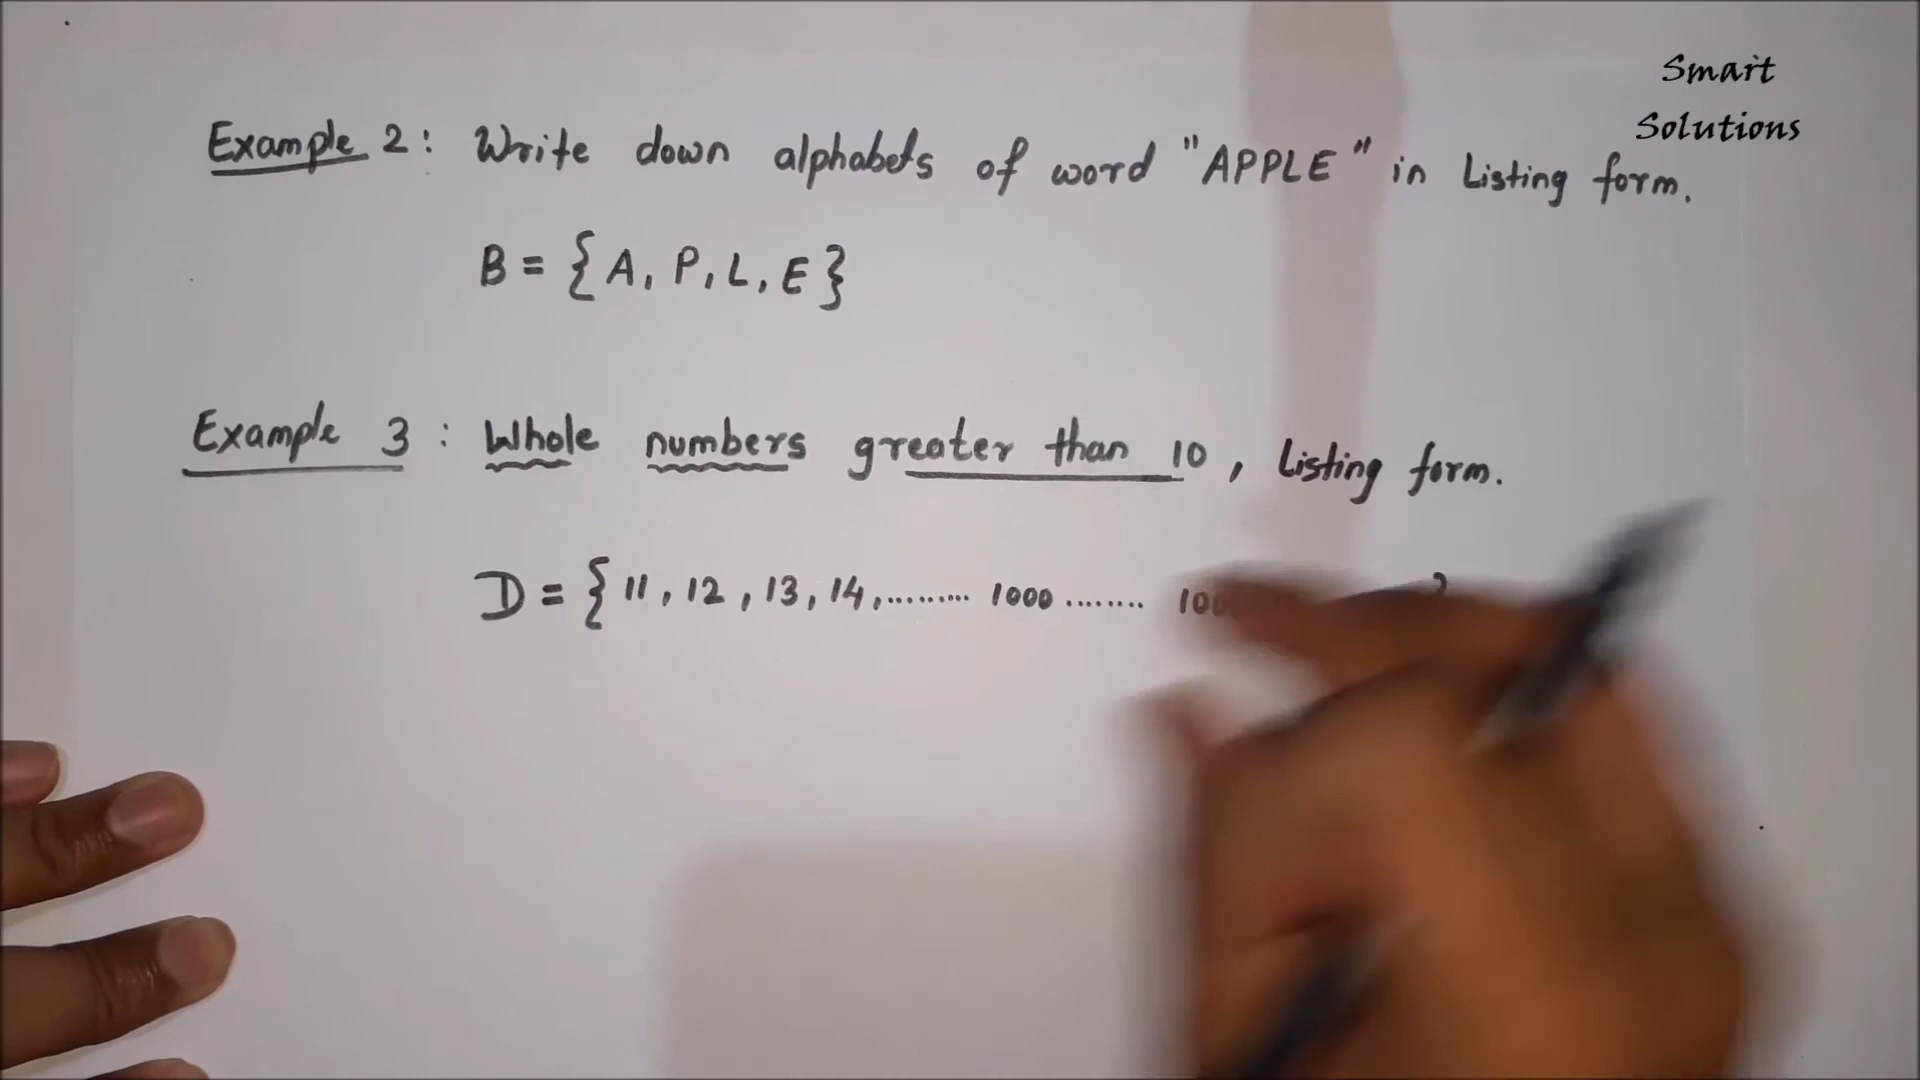 Smart
Solutions
Example 2: Write down alphabets of word "APPLE" in Listing form.
B = {A, P, L, E}
Example 3: Whole numbers greater than 10, Listing form.
D = {11, 12, 13, 14, ......... 1000 ........